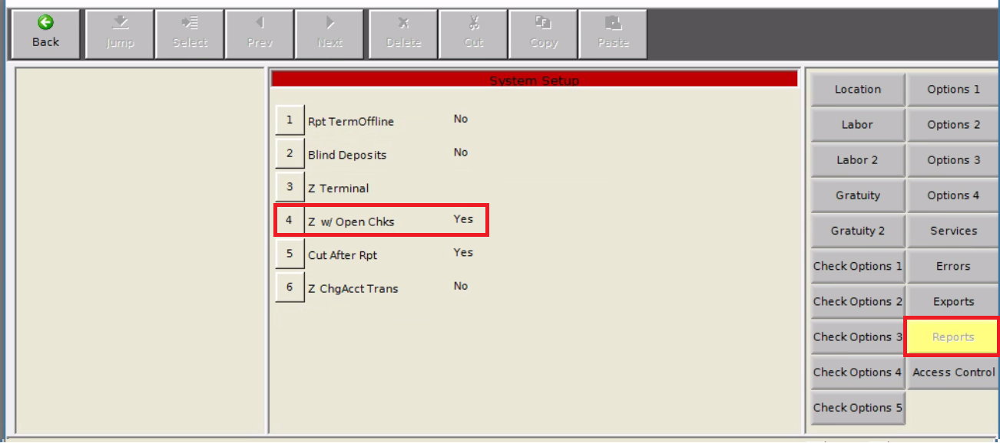 Back Jump Select Prev Next Delete Cut Copy Paste
System Setup
1 Rpt TermOffline No
2 Blind Deposits No
3 Z Terminal
4 Z w/ Open Chks Yes
5 Cut After Rpt Yes
6 Z ChgAcct Trans No
Location Options 1
Labor Options 2
Labor 2 Options 3
Gratuity Options 4
Gratuity 2 Services
Check Options 1 Errors
Check Options 2 Exports
Check Options 3 Reports
Check Options 4 Access Control
Check Options 5